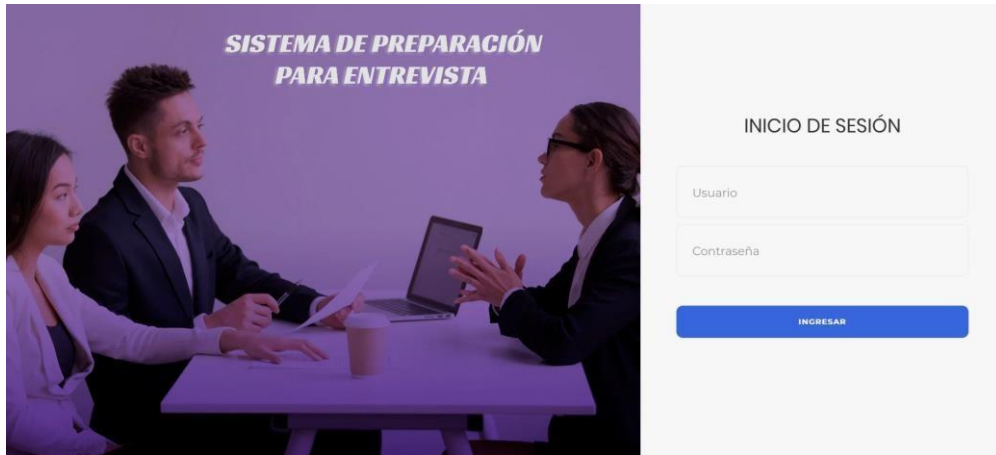 SISTEMA DE PREPARACIÓN
PARA ENTREVISTA
INICIO DE SESIÓN
Usuario
Contraseña
INGRESAR